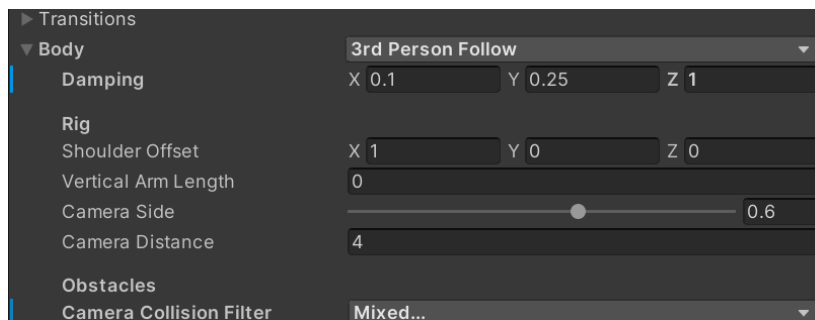 Transitions
Body 3rd Person Follow
Damping X 0.1 Y 0.25 Z 1
Rig
Shoulder Offset X 1 Y 0 Z 0
Vertical Arm Length 0
Camera Side 0.6
Camera Distance 4
Obstacles
Camera Collision Filter Mixed...